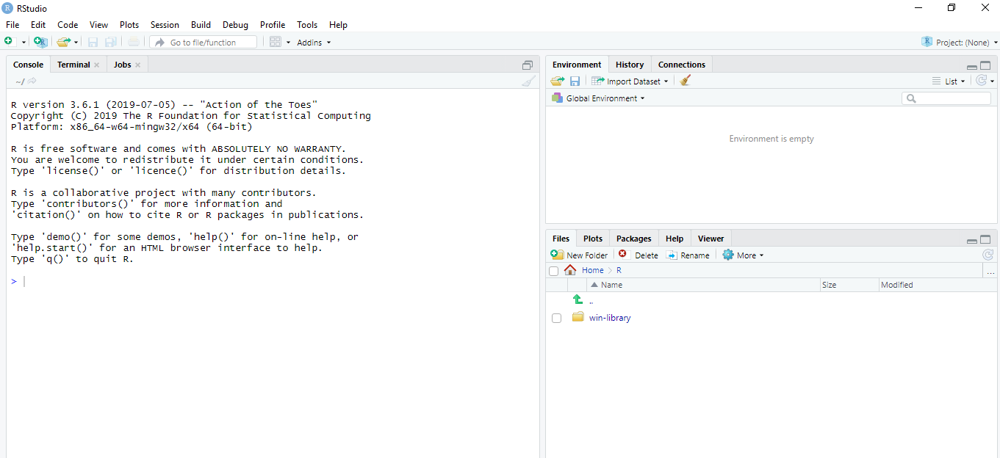 RStudio
File Edit Code View Plots Session Build Debug Profile Tools Help
Go to file/function Addins Project: (None)
Console Terminal Jobs
~/
R version 3.6.1 (2019-07-05) -- "Action of the Toes"
Copyright (C) 2019 The R Foundation for Statistical Computing
Platform: x86_64-w64-mingw32/x64 (64-bit)
R is free software and comes with ABSOLUTELY NO WARRANTY.
You are welcome to redistribute it under certain conditions.
Type 'license()' or 'licence()' for distribution details.
R is a collaborative project with many contributors.
Type 'contributors()' for more information and
'citation()' on how to cite R or R packages in publications.
Type 'demo()' for some demos, 'help()' for on-line help, or
'help.start()' for an HTML browser interface to help.
Type 'q()' to quit R.
>
Environment History Connections
Import Dataset List
Global Environment
Environment is empty
Files Plots Packages Help Viewer
New Folder Delete Rename More
Home R ...
Name Size Modified
..
win-library